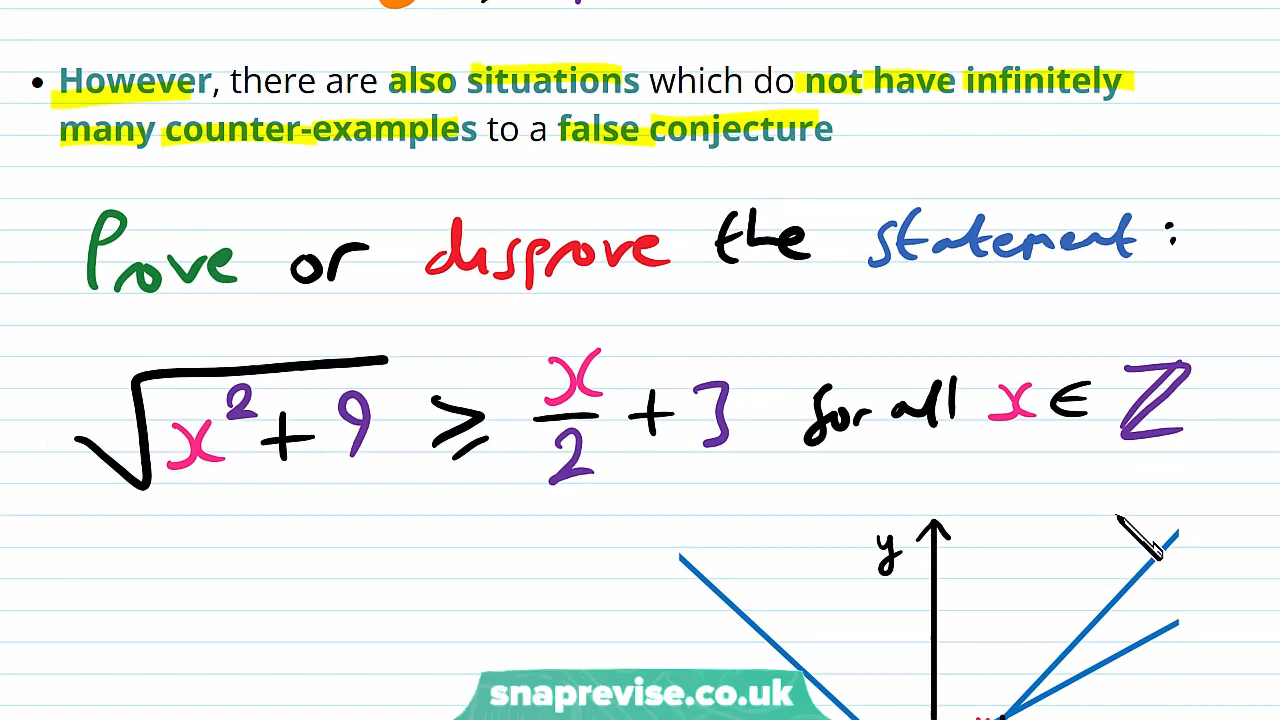 • However, there are also situations which do not have infinitely
many counter-examples to a false conjecture
Prove or disprove the statement:
√(x²+9) ≥ x/2 + 3 for all x ∈ ℤ
y
snaprevise.co.uk